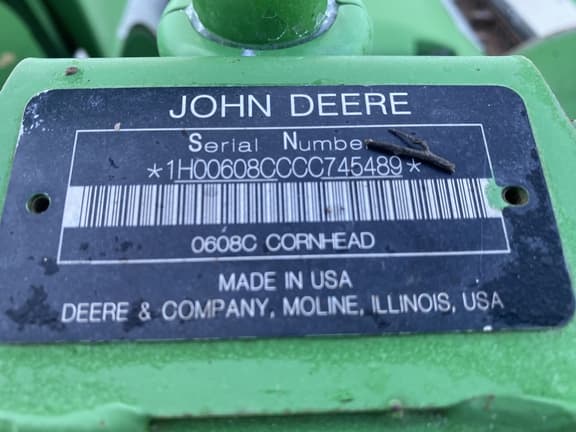 JOHN DEERE
Serial Number
*1H00608CCCC745489*
0608C CORNHEAD
MADE IN USA
DEERE & COMPANY, MOLINE, ILLINOIS, USA